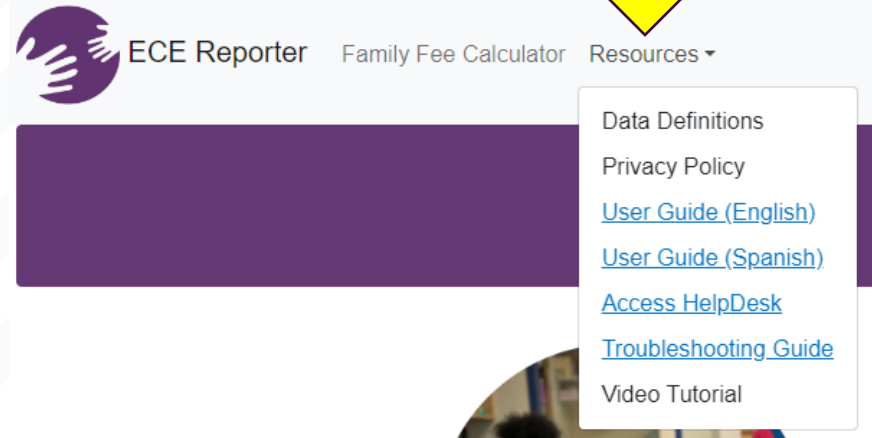 ECE Reporter Family Fee Calculator Resources
Data Definitions
Privacy Policy
User Guide (English)
User Guide (Spanish)
Access HelpDesk
Troubleshooting Guide
Video Tutorial